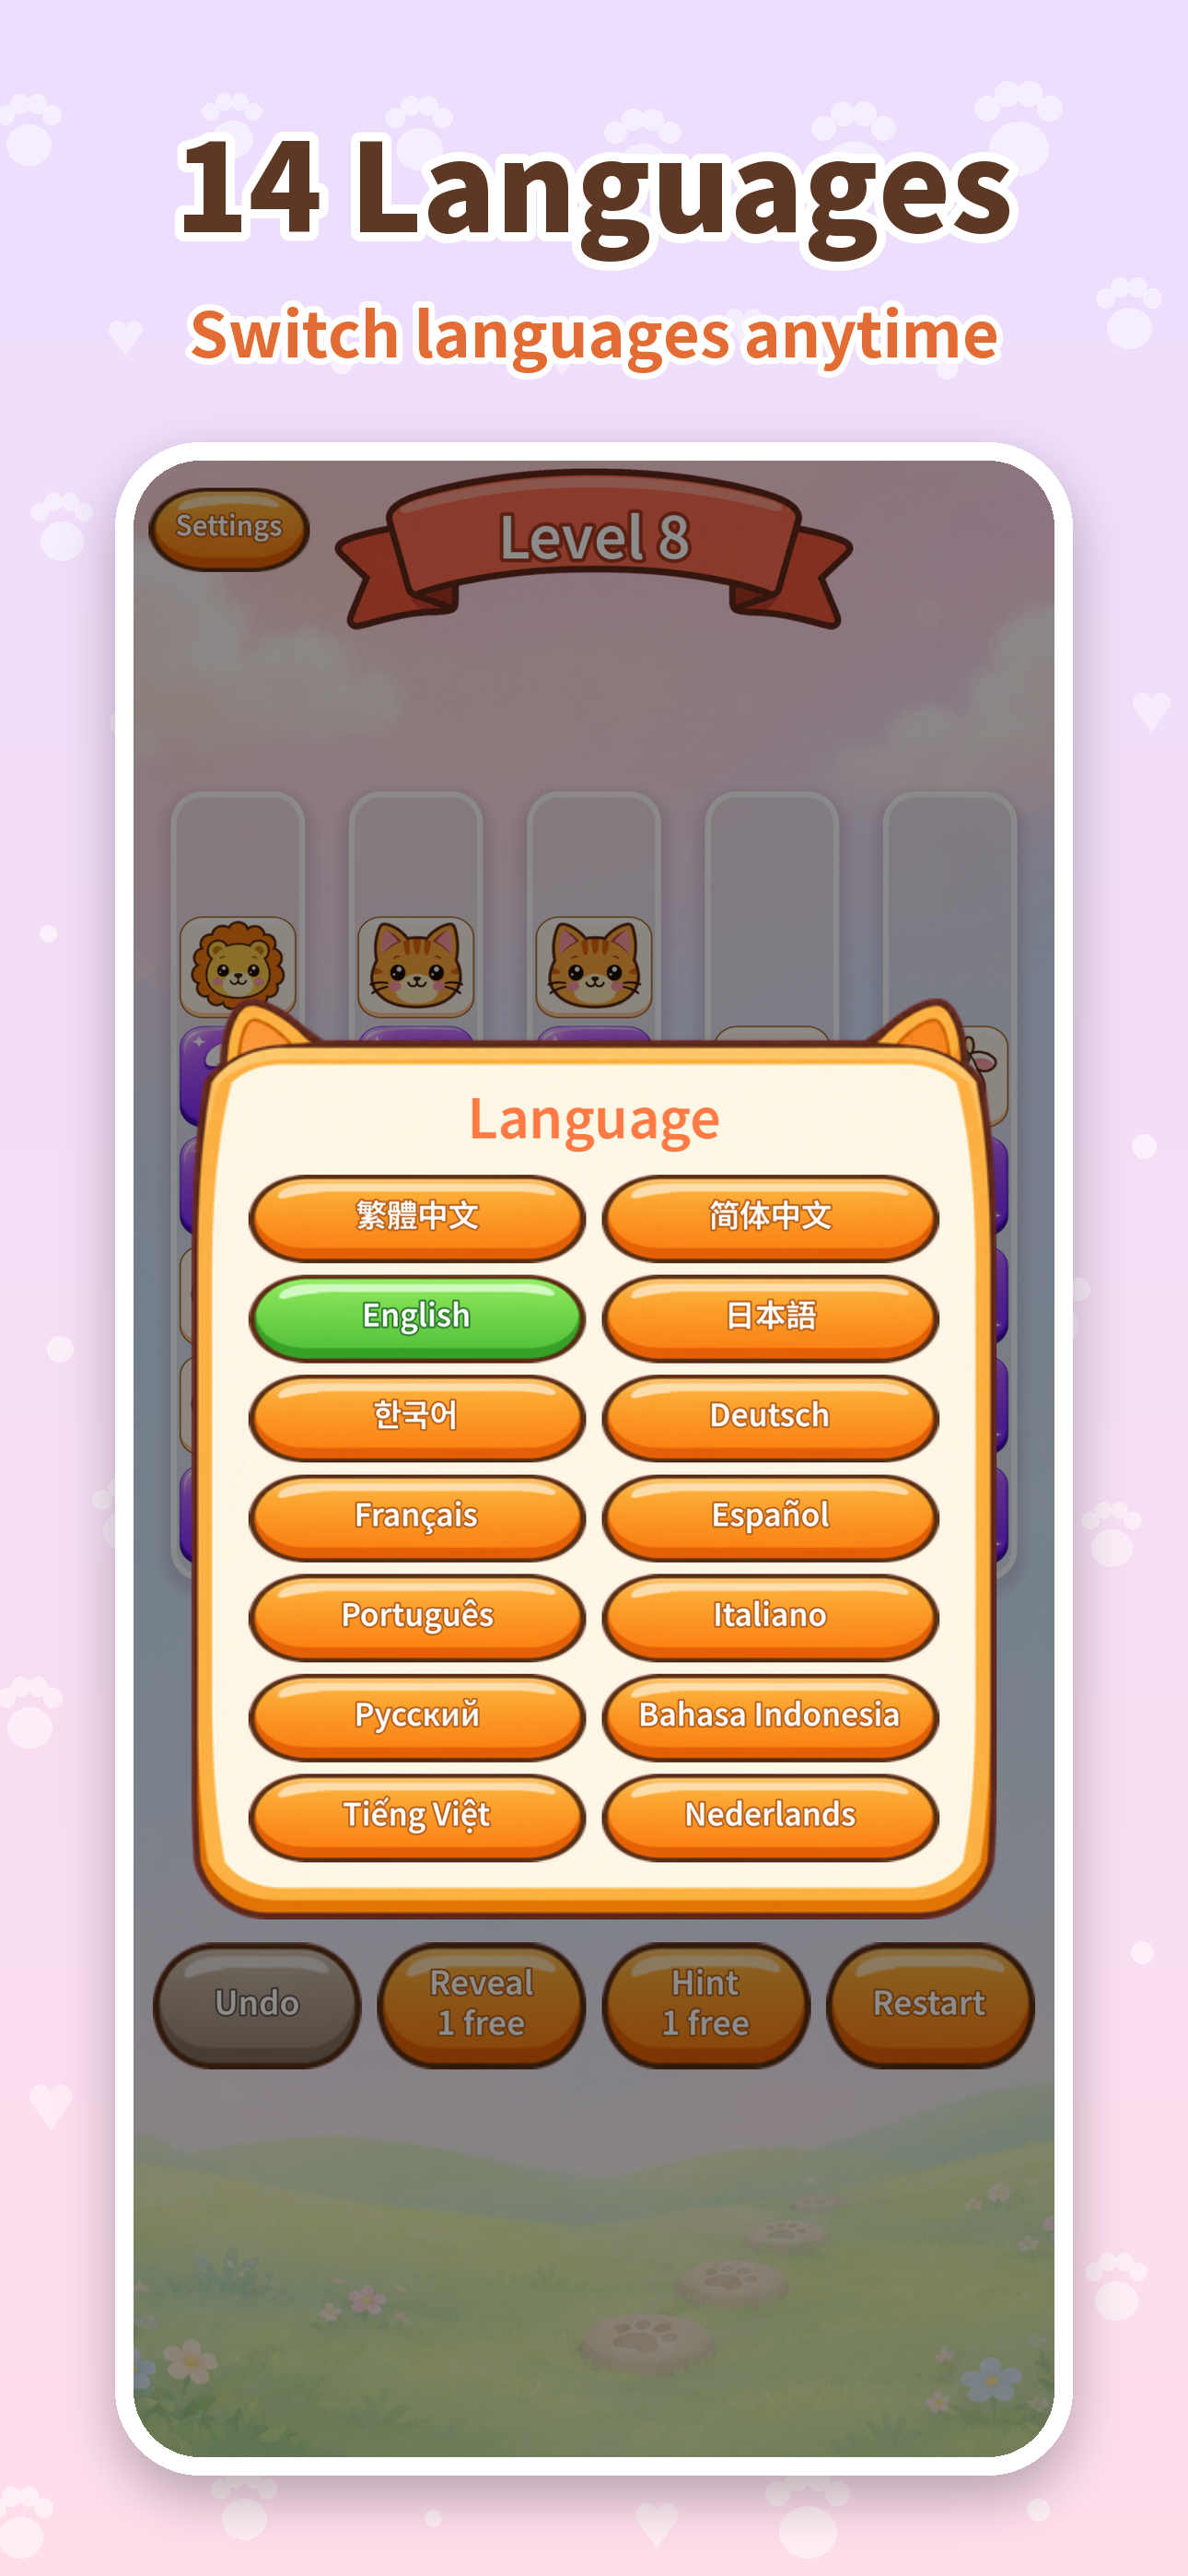 14 Languages
Switch languages anytime
Settings
Level 8
Language
繁體中文
简体中文
English
日本語
한국어
Deutsch
Français
Español
Português
Italiano
Русский
Bahasa Indonesia
Tiếng Việt
Nederlands
Undo
Reveal
1 free
Hint
1 free
Restart